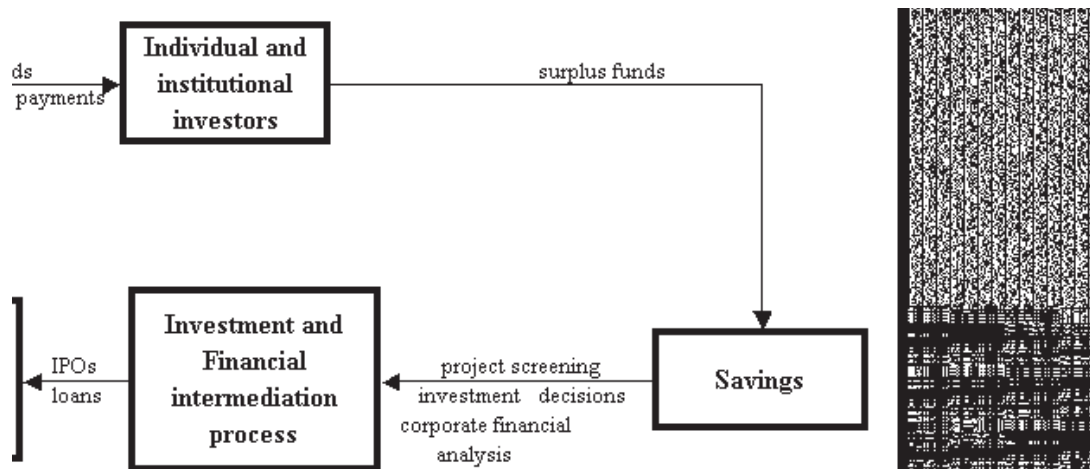 Individual and
institutional
investors
ds
payments
surplus funds
Investment and
Financial
intermediation
process
IPOs
loans
project screening
investment decisions
corporate financial
analysis
Savings